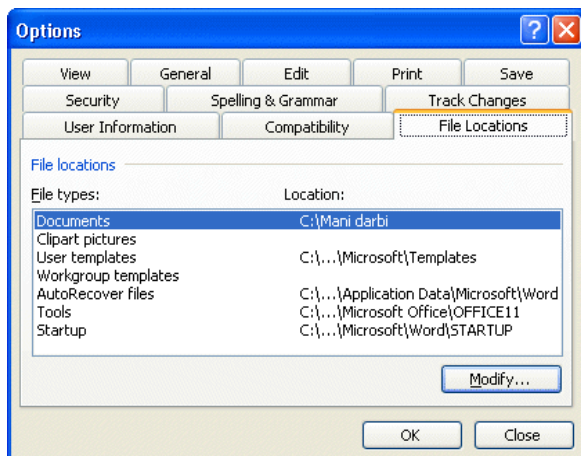 Options
View General Edit Print Save
Security Spelling & Grammar Track Changes
User Information Compatibility File Locations
File locations
File types: Location:
Documents C:\Mani darbi
Clipart pictures
User templates C:\...\Microsoft\Templates
Workgroup templates
AutoRecover files C:\...\Application Data\Microsoft\Word
Tools C:\...\Microsoft Office\OFFICE11
Startup C:\...\Microsoft\Word\STARTUP
Modify...
OK Close